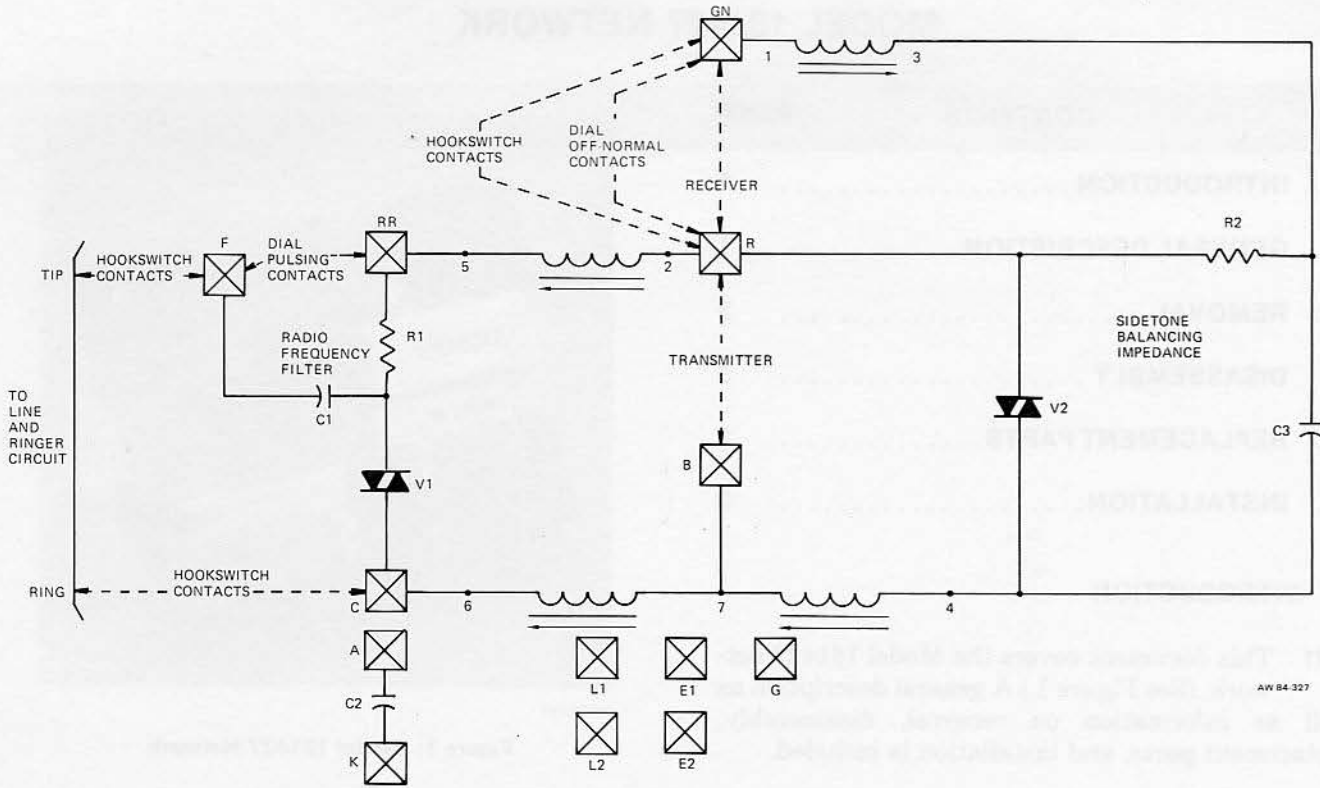 GN
1
3
HOOKSWITCH
CONTACTS
DIAL
OFF-NORMAL
CONTACTS
RECEIVER
F
DIAL
PULSING
CONTACTS
RR
R
R2
TIP
HOOKSWITCH
CONTACTS
5
2
RADIO
FREQUENCY
FILTER
R1
C1
TRANSMITTER
SIDETONE
BALANCING
IMPEDANCE
TO
LINE
AND
RINGER
CIRCUIT
V2
C3
B
V1
RING
HOOKSWITCH
CONTACTS
C
6
7
4
A
L1
E1
G
AW 84-327
C2
K
L2
E2